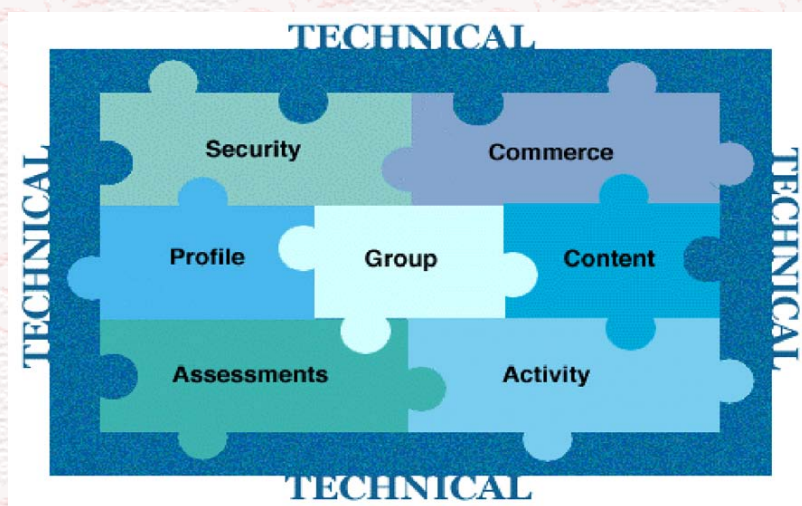 TECHNICAL
Security
Commerce
TECHNICAL
TECHNICAL
Profile
Group
Content
Assessments
Activity
TECHNICAL